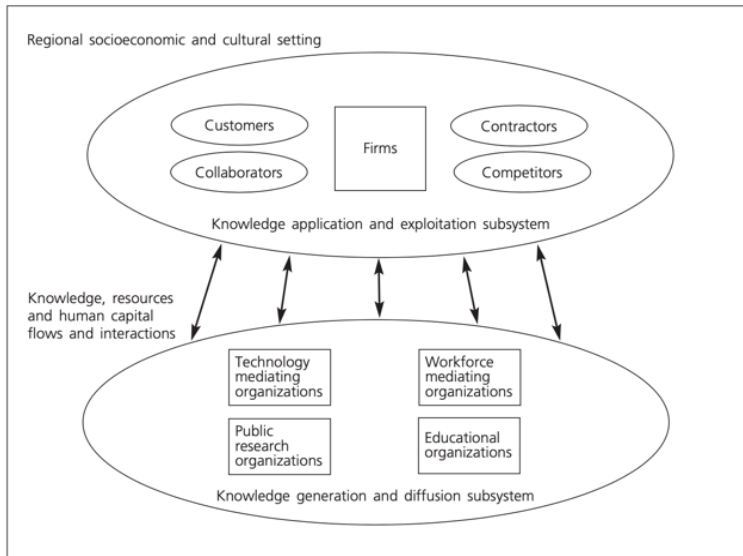 Regional socioeconomic and cultural setting
Customers
Contractors
Firms
Collaborators
Competitors
Knowledge application and exploitation subsystem
Knowledge, resources
and human capital
flows and interactions
Technology
mediating
organizations
Workforce
mediating
organizations
Public
research
organizations
Educational
organizations
Knowledge generation and diffusion subsystem